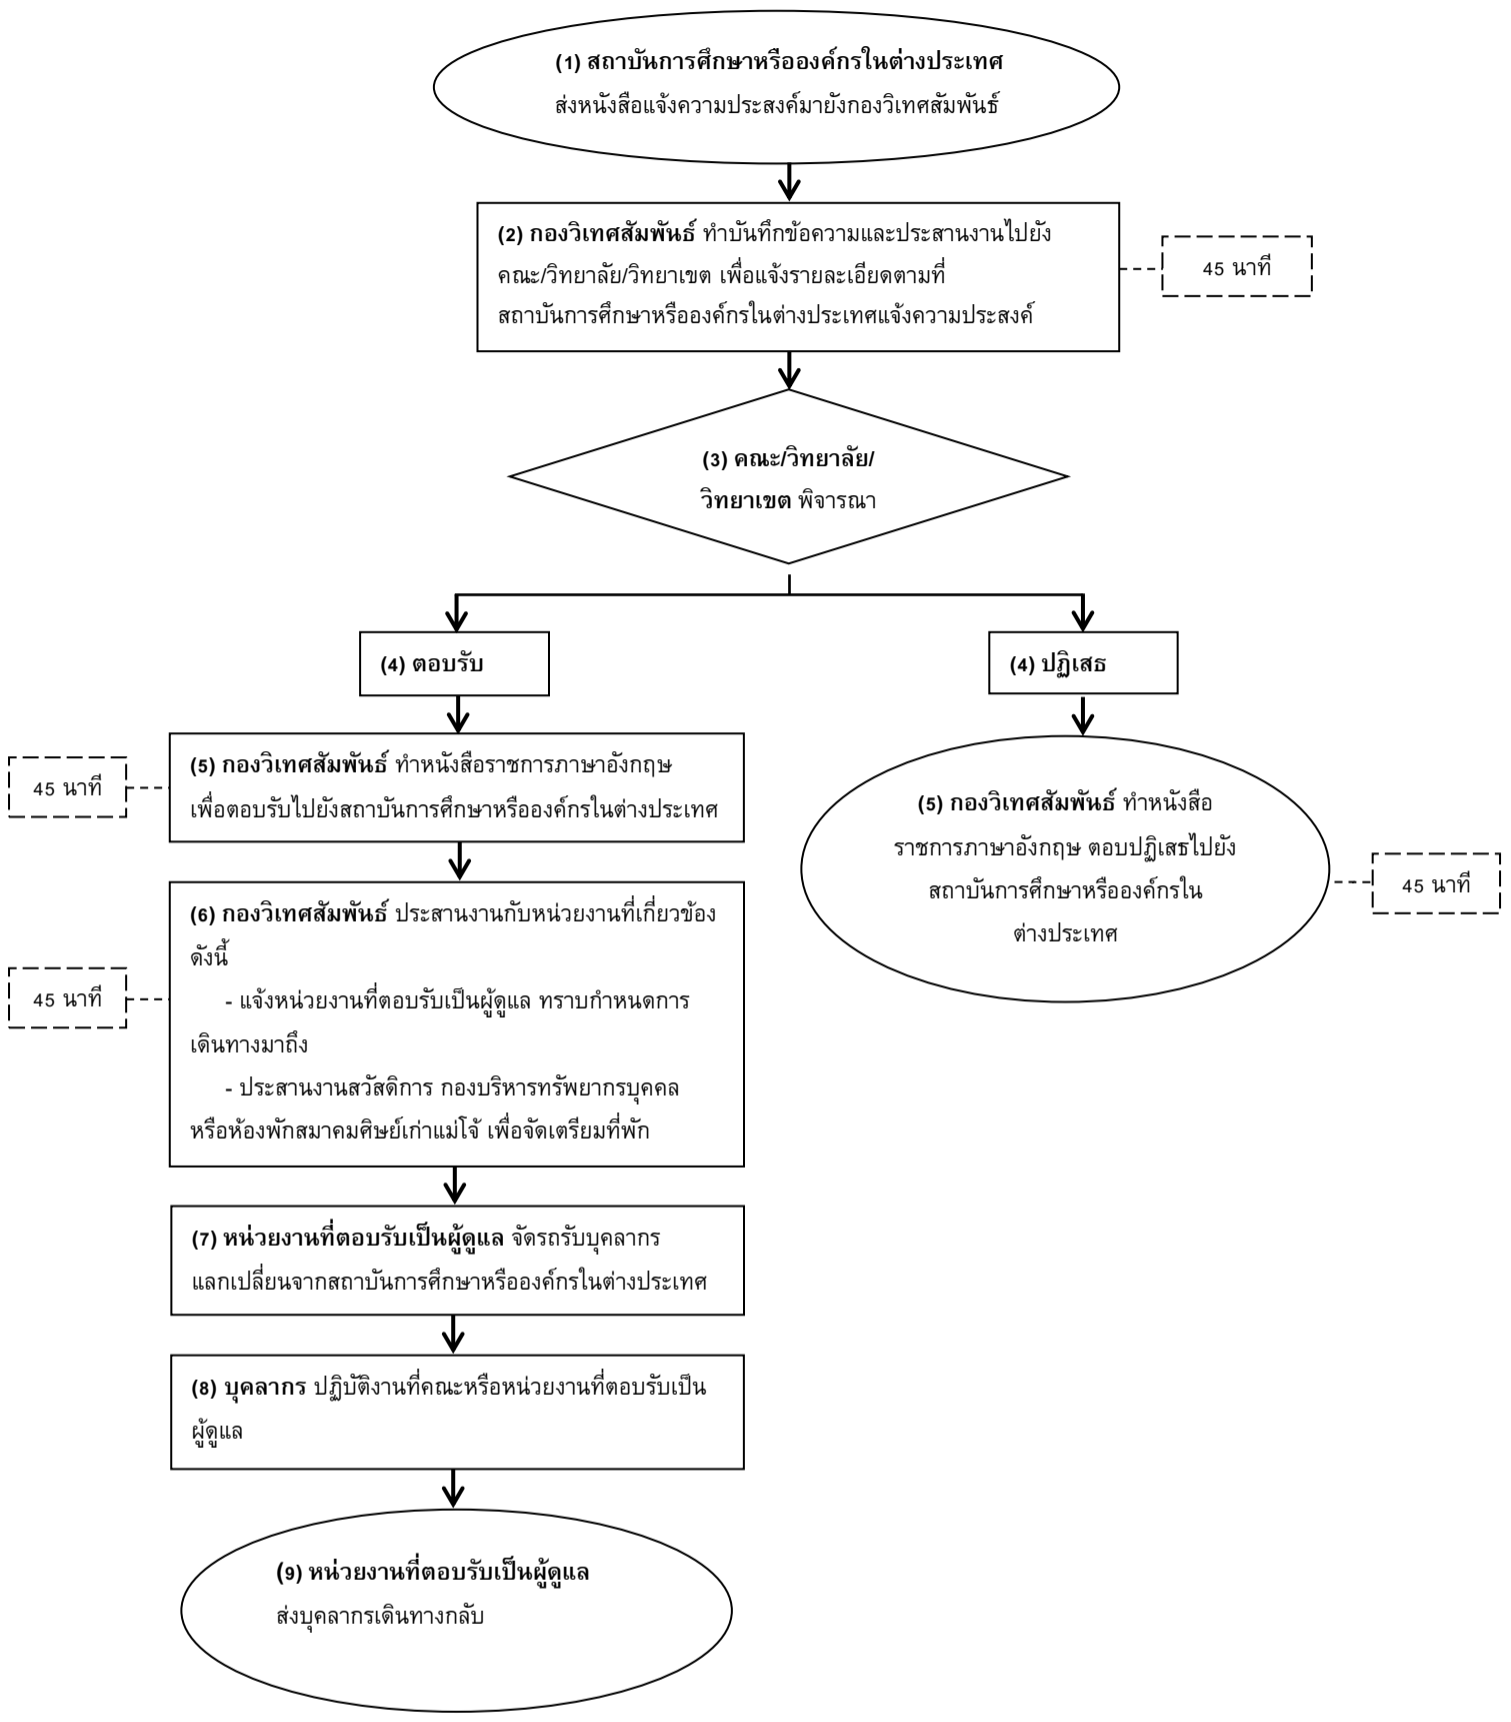 (1) สถาบันการศึกษาหรือองค์กรในต่างประเทศ
ส่งหนังสือแจ้งความประสงค์มายังกองวิเทศสัมพันธ์
(2) กองวิเทศสัมพันธ์ ทำบันทึกข้อความและประสานงานไปยัง
คณะ/วิทยาลัย/วิทยาเขต เพื่อแจ้งรายละเอียดตามที่
สถาบันการศึกษาหรือองค์กรในต่างประเทศแจ้งความประสงค์
45 นาที
(3) คณะ/วิทยาลัย/
วิทยาเขต พิจารณา
(4) ตอบรับ
(4) ปฏิเสธ
(5) กองวิเทศสัมพันธ์ ทำหนังสือราชการภาษาอังกฤษ
เพื่อตอบรับไปยังสถาบันการศึกษาหรือองค์กรในต่างประเทศ
45 นาที
(5) กองวิเทศสัมพันธ์ ทำหนังสือ
ราชการภาษาอังกฤษ ตอบปฏิเสธไปยัง
สถาบันการศึกษาหรือองค์กรใน
ต่างประเทศ
45 นาที
(6) กองวิเทศสัมพันธ์ ประสานงานกับหน่วยงานที่เกี่ยวข้อง
ดังนี้
- แจ้งหน่วยงานที่ตอบรับเป็นผู้ดูแล ทราบกำหนดการ
เดินทางมาถึง
- ประสานงานสวัสดิการ กองบริหารทรัพยากรบุคคล
หรือห้องพักสมาคมศิษย์เก่าแม่โจ้ เพื่อจัดเตรียมที่พัก
45 นาที
(7) หน่วยงานที่ตอบรับเป็นผู้ดูแล จัดรถรับบุคลากร
แลกเปลี่ยนจากสถาบันการศึกษาหรือองค์กรในต่างประเทศ
(8) บุคลากร ปฏิบัติงานที่คณะหรือหน่วยงานที่ตอบรับเป็น
ผู้ดูแล
(9) หน่วยงานที่ตอบรับเป็นผู้ดูแล
ส่งบุคลากรเดินทางกลับ